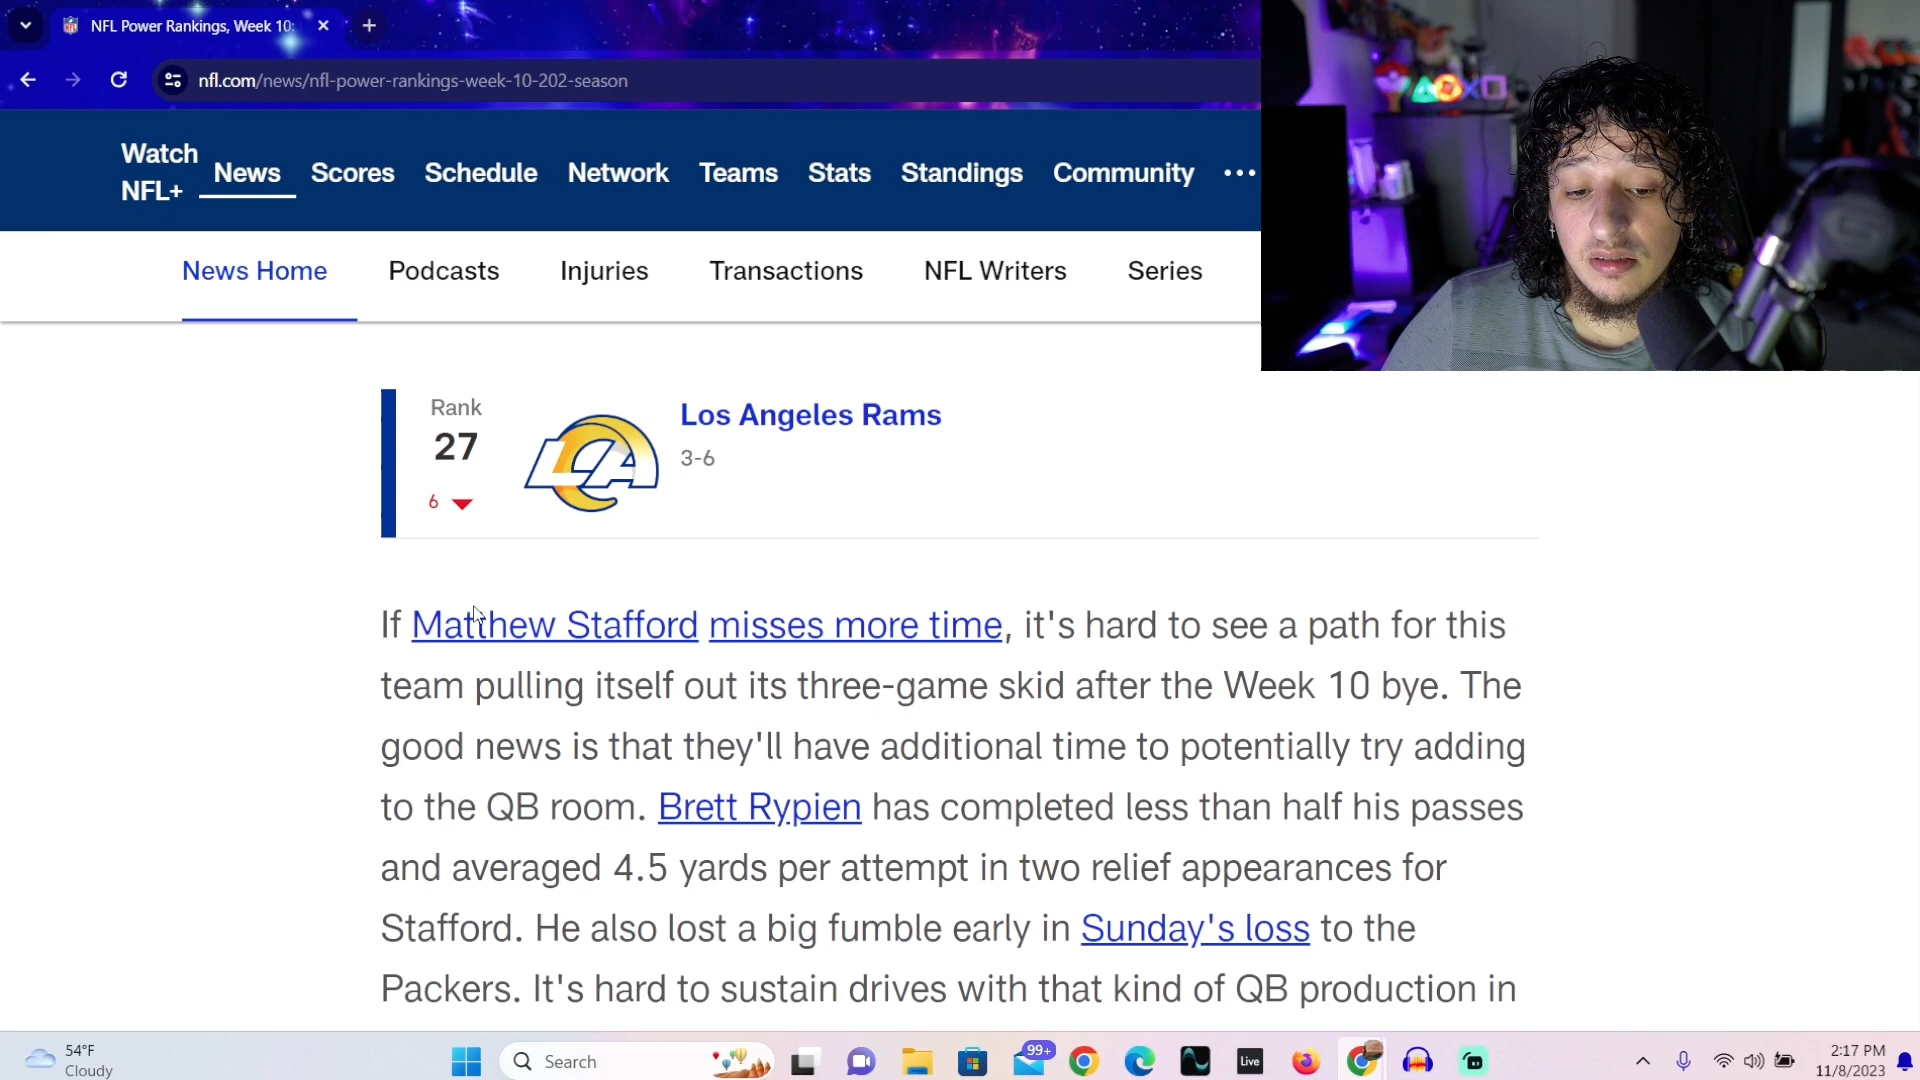 NFL Power Rankings, Week 10:
nfl.com/news/nfl-power-rankings-week-10-202-season
Watch NFL+ News Scores Schedule Network Teams Stats Standings Community
News Home Podcasts Injuries Transactions NFL Writers Series
Rank
27
6
LA
Los Angeles Rams
3-6
If Matthew Stafford misses more time, it's hard to see a path for this
team pulling itself out its three-game skid after the Week 10 bye. The
good news is that they'll have additional time to potentially try adding
to the QB room. Brett Rypien has completed less than half his passes
and averaged 4.5 yards per attempt in two relief appearances for
Stafford. He also lost a big fumble early in Sunday's loss to the
Packers. It's hard to sustain drives with that kind of QB production in
54°F
Cloudy
Search
99+
Live
2:17 PM
11/8/2023